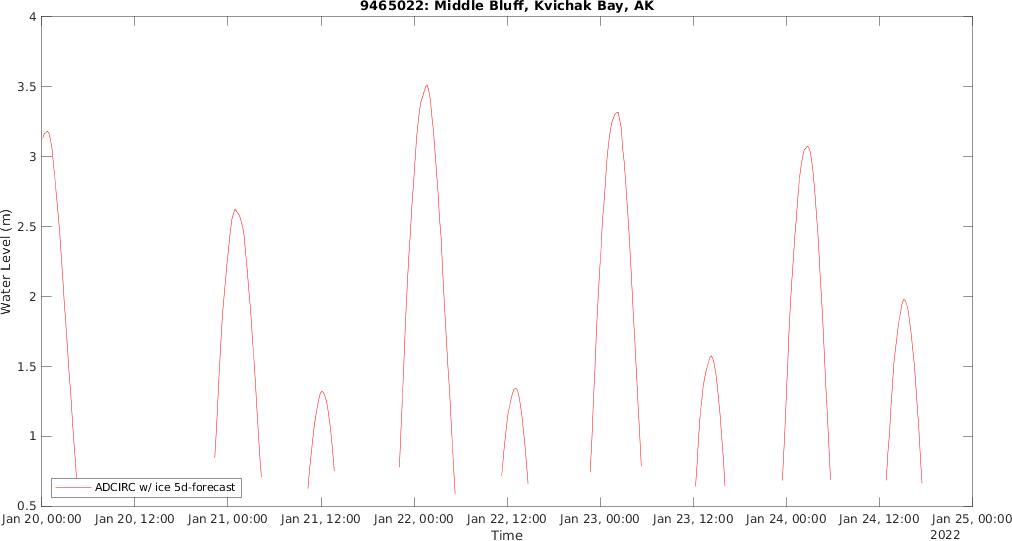 9465022: Middle Bluff, Kvichak Bay, AK
Water Level (m)
4
3.5
3
2.5
2
1.5
1
0.5
ADCIRC w/ ice 5d-forecast
Jan 20, 00:00 Jan 20, 12:00 Jan 21, 00:00 Jan 21, 12:00 Jan 22, 00:00 Jan 22, 12:00 Jan 23, 00:00 Jan 23, 12:00 Jan 24, 00:00 Jan 24, 12:00 Jan 25, 00:00
Time
2022